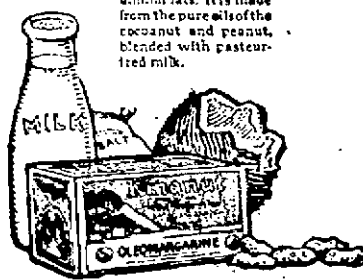 animal fats. It is made
from the pure oils of the
cocoanut and peanut,
blended with pasteur-
ized milk.
MILK
SALT
OLEOMARGARINE